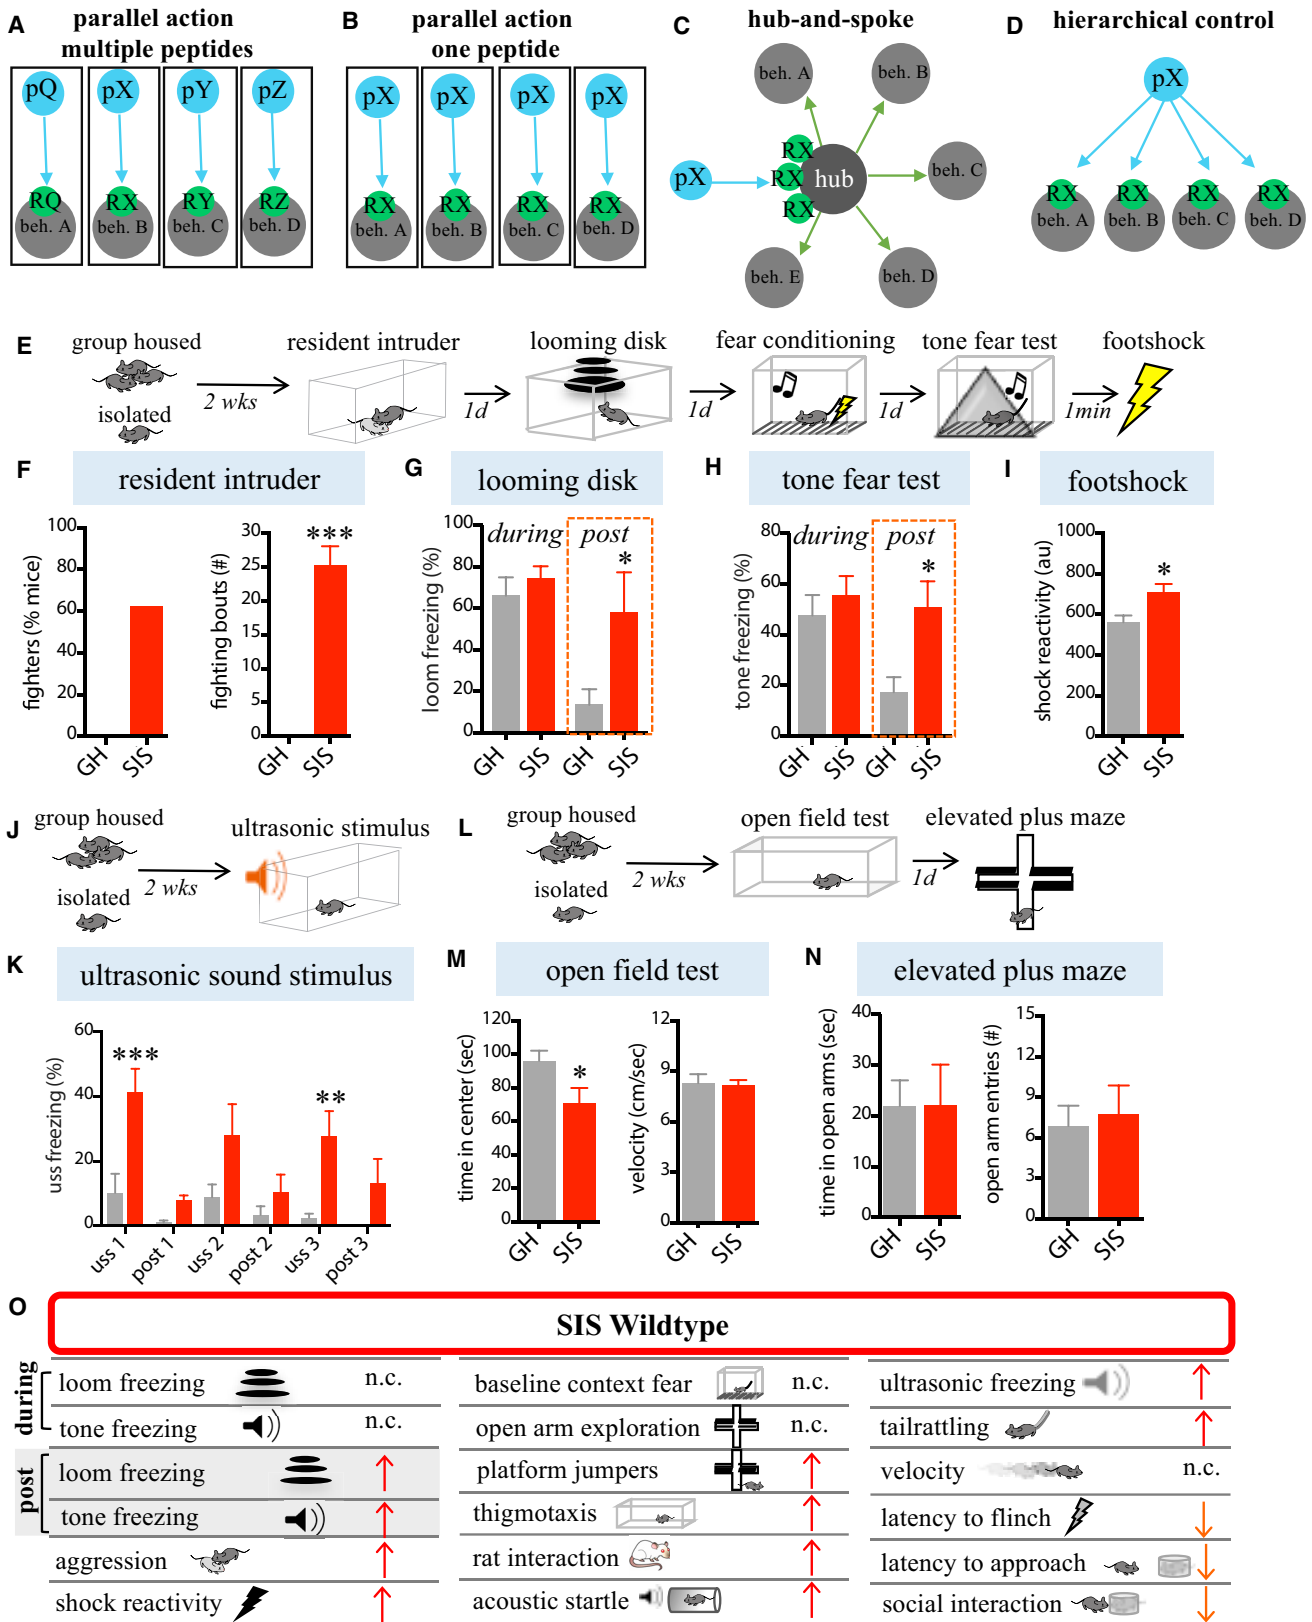 A
parallel action
multiple peptides
pQ pX pY pZ
RQ RX RY RZ
beh. A beh. B beh. C beh. D
B
parallel action
one peptide
pX pX pX pX
RX RX RX RX
beh. A beh. B beh. C beh. D
C
hub-and-spoke
beh. A
beh. B
RX
pX
RX
hub
beh. C
RX
beh. E
beh. D
D
hierarchical control
pX
RX RX RX RX
beh. A beh. B beh. C beh. D
E
group housed
isolated
2 wks
resident intruder
1d
looming disk
1d
fear conditioning
1d
tone fear test
1min
footshock
F
resident intruder
fighters (% mice)
100
80
60
40
20
0
GH
SIS
fighting bouts (#)
30
25
20
15
10
5
0
***
GH
SIS
G
looming disk
loom freezing (%)
100
80
60
40
20
0
during
post
*
GH
SIS
GH
SIS
H
tone fear test
tone freezing (%)
80
60
40
20
0
during
post
*
GH
SIS
GH
SIS
I
footshock
shock reactivity (au)
1000
800
600
400
200
0
*
GH
SIS
J
group housed
isolated
2 wks
ultrasonic stimulus
L
group housed
isolated
2 wks
open field test
1d
elevated plus maze
K
ultrasonic sound stimulus
uss freezing (%)
60
40
20
0
***
**
uss 1
post 1
uss 2
post 2
uss 3
post 3
M
open field test
time in center (sec)
120
100
80
60
40
20
0
*
GH
SIS
velocity (cm/sec)
12
9
6
3
0
GH
SIS
N
elevated plus maze
time in open arms (sec)
40
30
20
10
0
GH
SIS
open arm entries (#)
15
12
9
6
3
0
GH
SIS
O
SIS Wildtype
during
loom freezing n.c.
tone freezing n.c.
post
loom freezing
tone freezing
aggression
shock reactivity
baseline context fear n.c.
open arm exploration n.c.
platform jumpers
thigmotaxis
rat interaction
acoustic startle
ultrasonic freezing
tailrattling
velocity n.c.
latency to flinch
latency to approach
social interaction